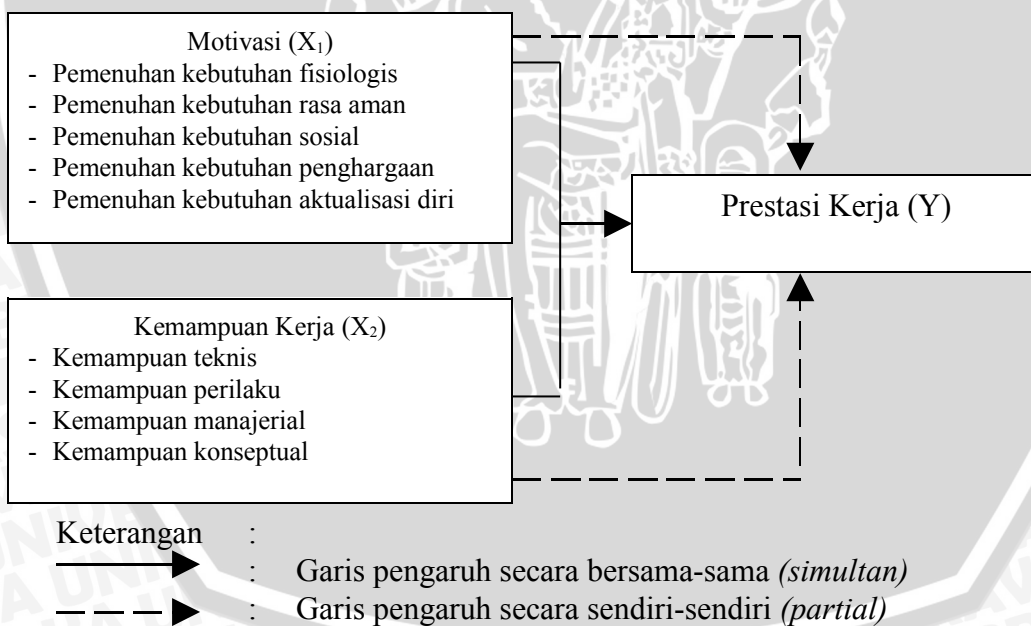 Motivasi (X₁)
- Pemenuhan kebutuhan fisiologis
- Pemenuhan kebutuhan rasa aman
- Pemenuhan kebutuhan sosial
- Pemenuhan kebutuhan penghargaan
- Pemenuhan kebutuhan aktualisasi diri
Prestasi Kerja (Y)
Kemampuan Kerja (X₂)
- Kemampuan teknis
- Kemampuan perilaku
- Kemampuan manajerial
- Kemampuan konseptual
Keterangan :
: Garis pengaruh secara bersama-sama (simultan)
: Garis pengaruh secara sendiri-sendiri (partial)